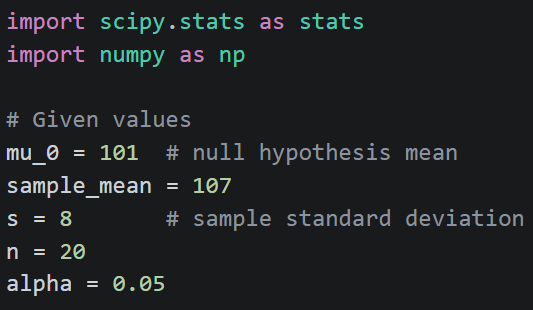 import scipy.stats as stats
import numpy as np
# Given values
mu_0 = 101  # null hypothesis mean
sample_mean = 107
s = 8       # sample standard deviation
n = 20
alpha = 0.05